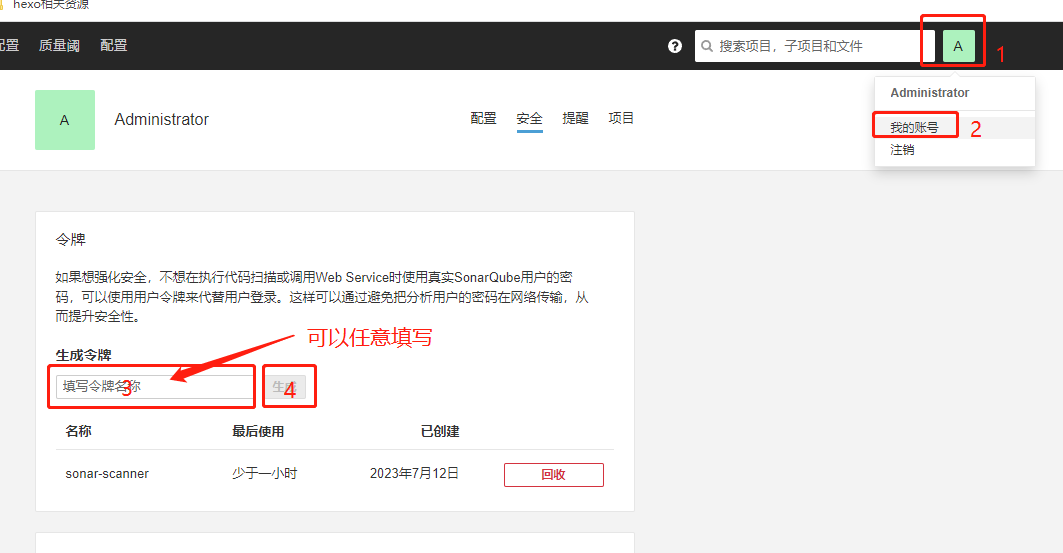 hexo相关资源
配置 质量阈 配置
搜索项目，子项目和文件
A
1
Administrator
我的账号
2
注销
A
Administrator
配置 安全 提醒 项目
令牌
如果想强化安全，不想在执行代码扫描或调用Web Service时使用真实SonarQube用户的密
码，可以使用用户令牌来代替用户登录。这样可以通过避免把分析用户的密码在网络传输，从
而提升安全性。
可以任意填写
生成令牌
填写令牌名称
3
生成
4
名称 最后使用 已创建
sonar-scanner 少于一小时 2023年7月12日 回收